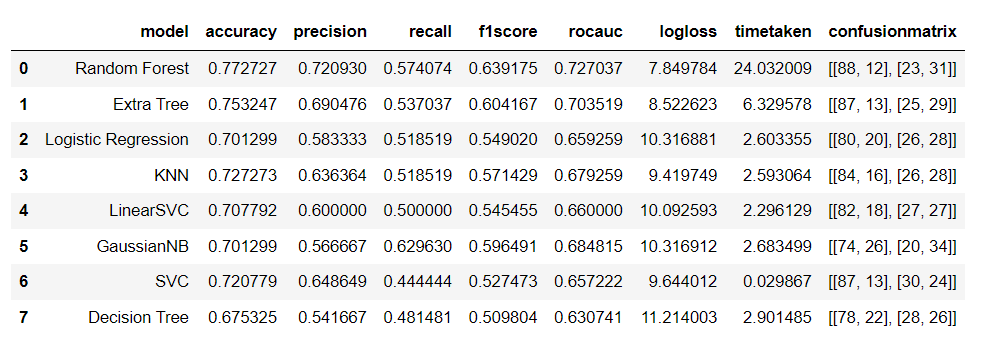 model accuracy precision recall f1score rocauc logloss timetaken confusionmatrix
0 Random Forest 0.772727 0.720930 0.574074 0.639175 0.727037 7.849784 24.032009 [[88, 12], [23, 31]]
1 Extra Tree 0.753247 0.690476 0.537037 0.604167 0.703519 8.522623 6.329578 [[87, 13], [25, 29]]
2 Logistic Regression 0.701299 0.583333 0.518519 0.549020 0.659259 10.316881 2.603355 [[80, 20], [26, 28]]
3 KNN 0.727273 0.636364 0.518519 0.571429 0.679259 9.419749 2.593064 [[84, 16], [26, 28]]
4 LinearSVC 0.707792 0.600000 0.500000 0.545455 0.660000 10.092593 2.296129 [[82, 18], [27, 27]]
5 GaussianNB 0.701299 0.566667 0.629630 0.596491 0.684815 10.316912 2.683499 [[74, 26], [20, 34]]
6 SVC 0.720779 0.648649 0.444444 0.527473 0.657222 9.644012 0.029867 [[87, 13], [30, 24]]
7 Decision Tree 0.675325 0.541667 0.481481 0.509804 0.630741 11.214003 2.901485 [[78, 22], [28, 26]]